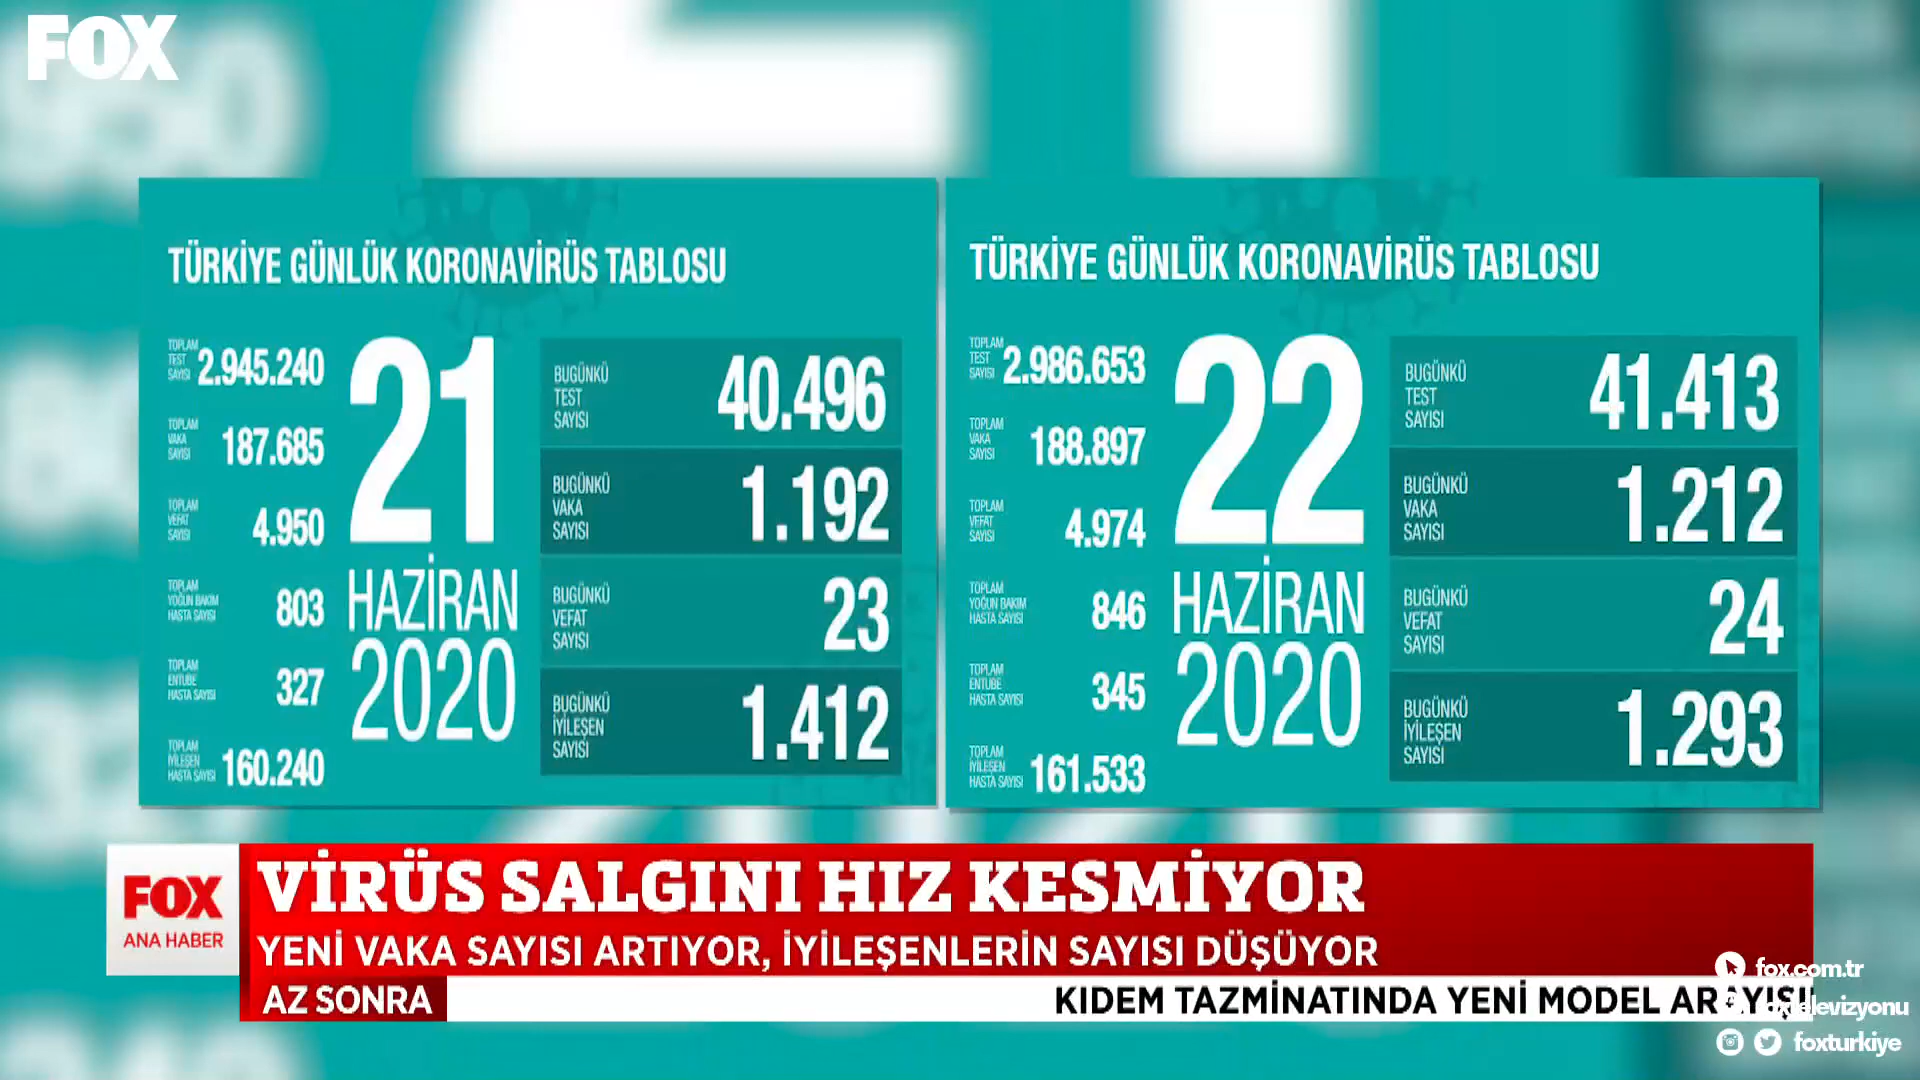 FOX
TÜRKİYE GÜNLÜK KORONAVİRÜS TABLOSU
TOPLAM
TEST
SAYISI
2.945.240
TOPLAM
VAKA
SAYISI
187.685
TOPLAM
VEFAT
SAYISI
4.950
TOPLAM
YOĞUN BAKIM
HASTA SAYISI
803
TOPLAM
ENTUBE
HASTA SAYISI
327
TOPLAM
İYİLEŞEN
HASTA SAYISI
160.240
21
HAZİRAN
2020
BUGÜNKÜ
TEST
SAYISI
40.496
BUGÜNKÜ
VAKA
SAYISI
1.192
BUGÜNKÜ
VEFAT
SAYISI
23
BUGÜNKÜ
İYİLEŞEN
SAYISI
1.412
TÜRKİYE GÜNLÜK KORONAVİRÜS TABLOSU
TOPLAM
TEST
SAYISI
2.986.653
TOPLAM
VAKA
SAYISI
188.897
TOPLAM
VEFAT
SAYISI
4.974
TOPLAM
YOĞUN BAKIM
HASTA SAYISI
846
TOPLAM
ENTUBE
HASTA SAYISI
345
TOPLAM
İYİLEŞEN
HASTA SAYISI
161.533
22
HAZİRAN
2020
BUGÜNKÜ
TEST
SAYISI
41.413
BUGÜNKÜ
VAKA
SAYISI
1.212
BUGÜNKÜ
VEFAT
SAYISI
24
BUGÜNKÜ
İYİLEŞEN
SAYISI
1.293
FOX
ANA HABER
VİRÜS SALGINI HIZ KESMİYOR
YENİ VAKA SAYISI ARTIYOR, İYİLEŞENLERİN SAYISI DÜŞÜYOR
AZ SONRA
KIDEM TAZMİNATINDA YENİ MODEL ARAYIŞI
fox.com.tr
foxtelevizyonu
foxturkiye